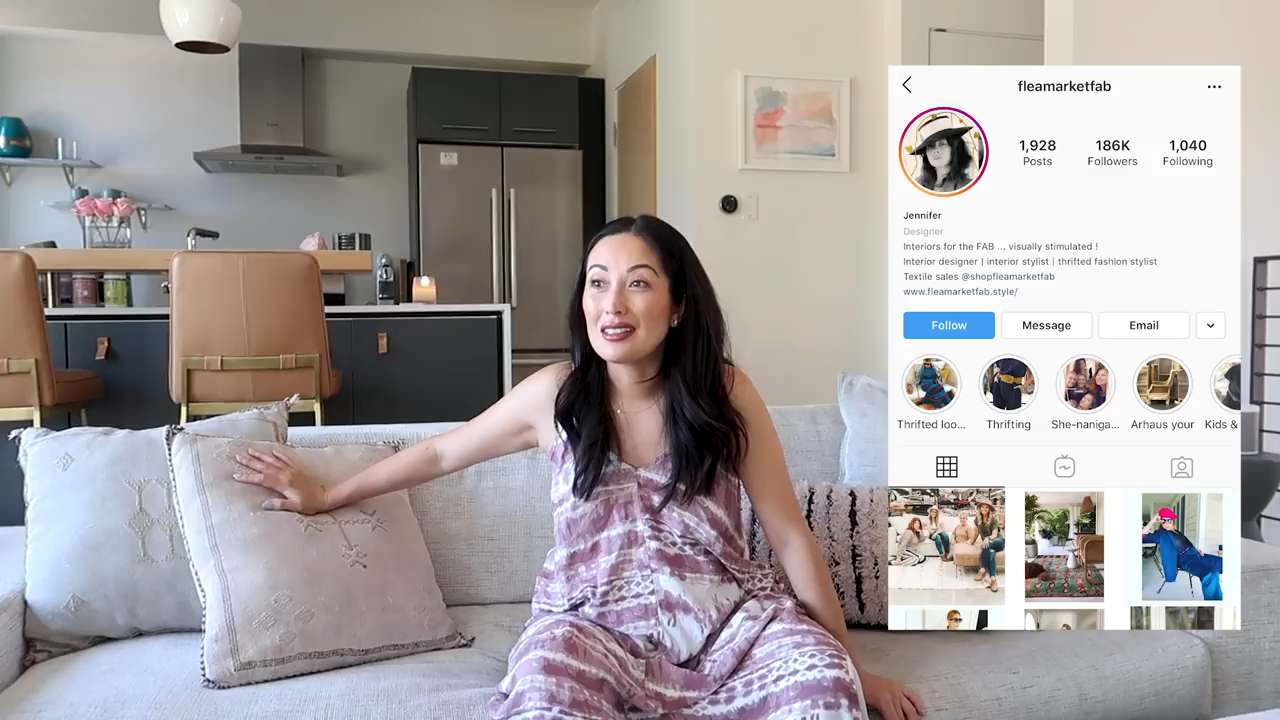 fleamarketfab
1,928
Posts
186K
Followers
1,040
Following
Jennifer
Designer
Interiors for the FAB ... visually stimulated !
Interior designer | interior stylist | thrifted fashion stylist
Textile sales @shopfleamarketfab
www.fleamarketfab.style/
Follow
Message
Email
Thrifted loo...
Thrifting
She-naniga...
Arhaus your
Kids &